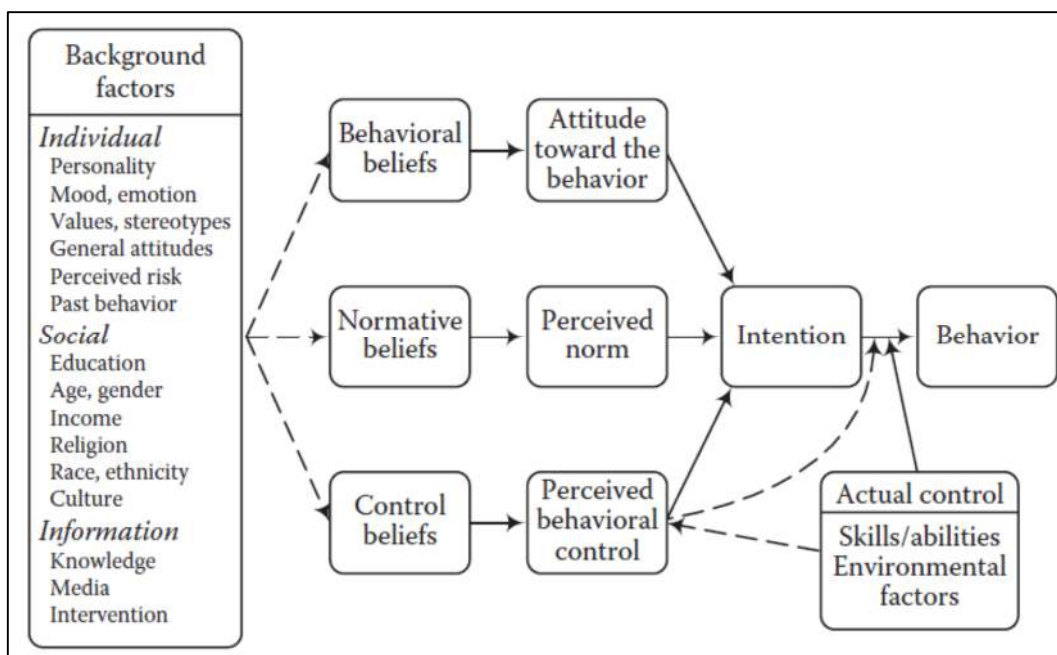 Background
factors
Individual
Personality
Mood, emotion
Values, stereotypes
General attitudes
Perceived risk
Past behavior
Social
Education
Age, gender
Income
Religion
Race, ethnicity
Culture
Information
Knowledge
Media
Intervention
Behavioral
beliefs
Attitude
toward the
behavior
Normative
beliefs
Perceived
norm
Intention
Behavior
Control
beliefs
Perceived
behavioral
control
Actual control
Skills/abilities
Environmental
factors